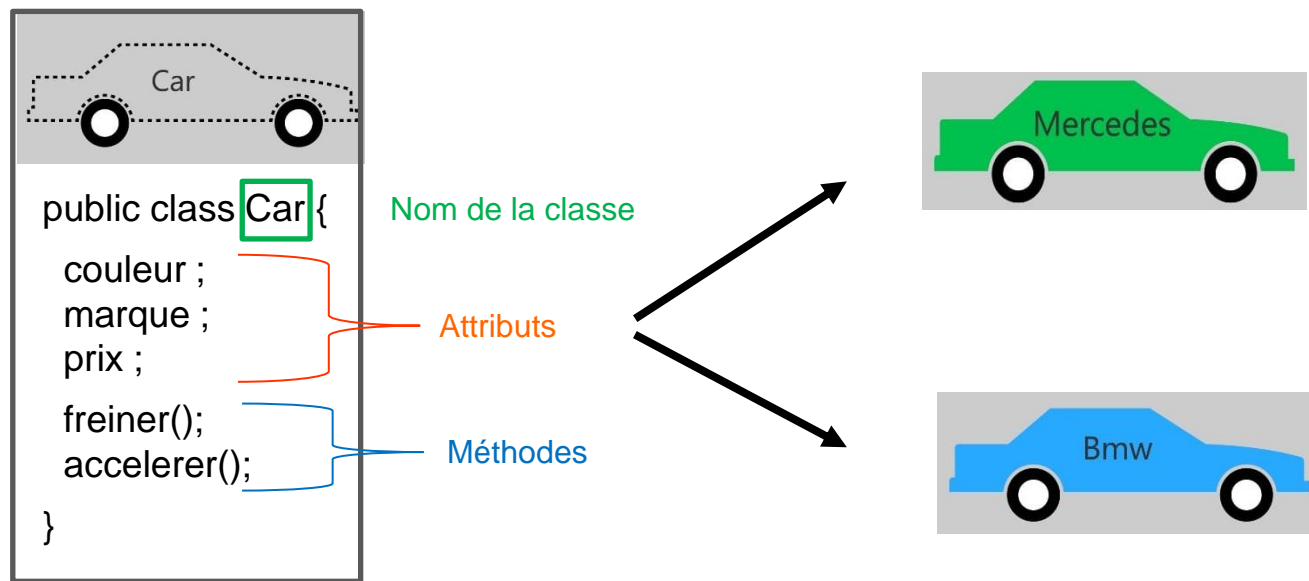 Car
public class Car {
couleur ;
marque ;
prix ;
freiner();
accelerer();
}
Nom de la classe
Attributs
Méthodes
Mercedes
Bmw